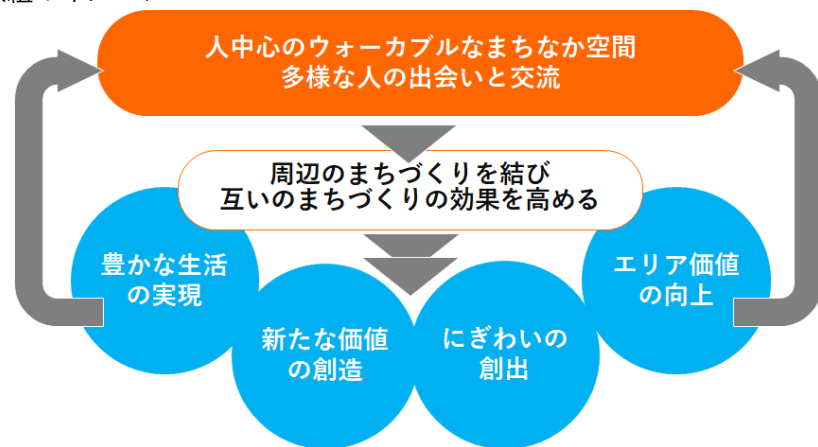 人中心のウォーカブルなまちなか空間
多様な人の出会いと交流
周辺のまちづくりを結び
互いのまちづくりの効果を高める
豊かな生活
の実現
新たな価値
の創造
にぎわいの
創出
エリア価値
の向上